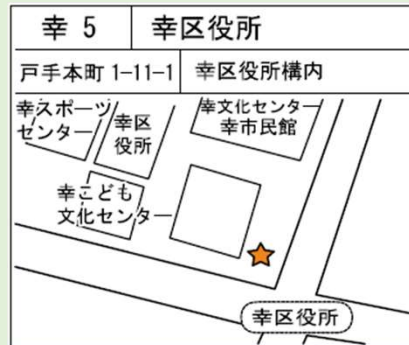 幸 5
幸区役所
戸手本町 1-11-1
幸区役所構内
幸スポーツ
センター
幸区
役所
幸文化センター
幸市民館
幸こども
文化センター
幸区役所